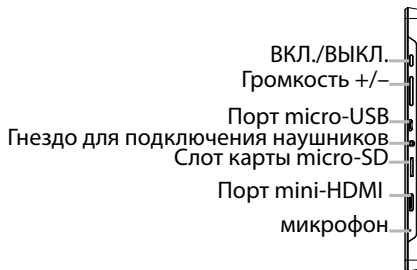 ВКЛ./ВЫКЛ.
Громкость +/–
Порт micro-USB
Гнездо для подключения наушников
Слот карты micro-SD
Порт mini-HDMI
микрофон